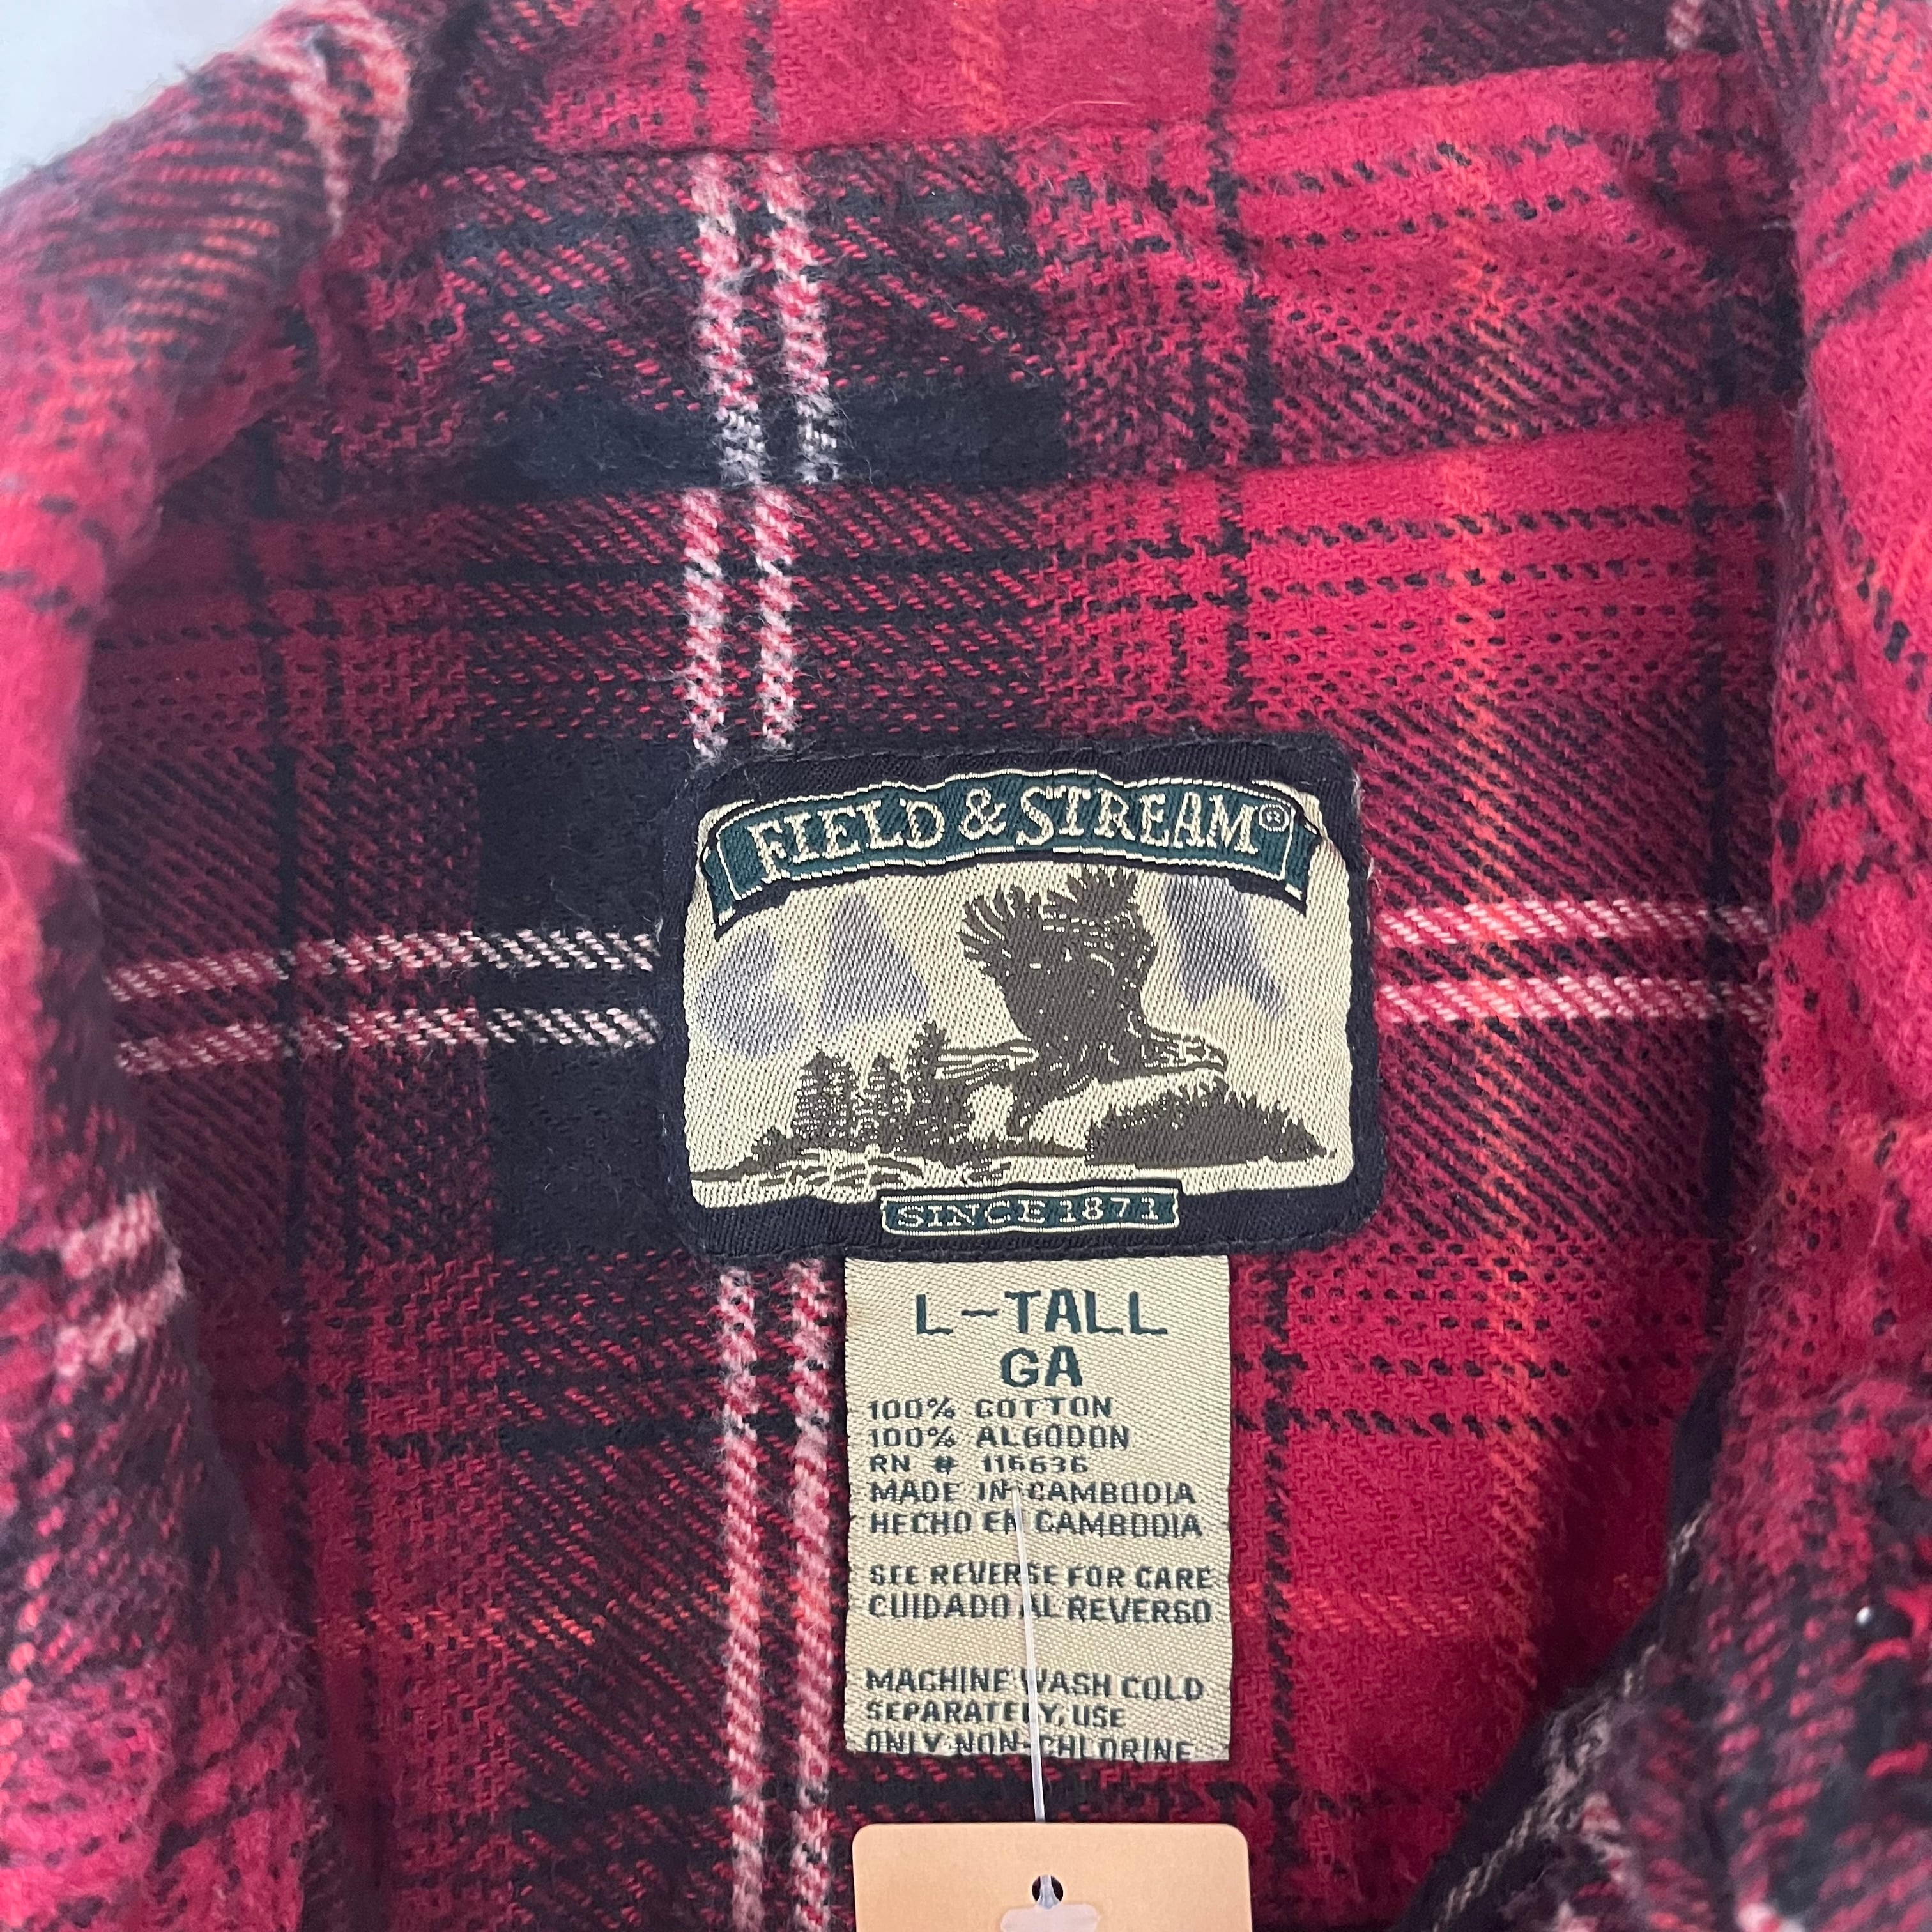 FIELD & STREAM®
SINCE 1871
L-TALL
GA
100% COTTON
100% ALGODON
RN # 116636
MADE IN CAMBODIA
HECHO EN CAMBODIA
SEE REVERSE FOR CARE
CUIDADO AL REVERSO
MACHINE WASH COLD
SEPARATELY, USE
ONLY NON-CHLORINE